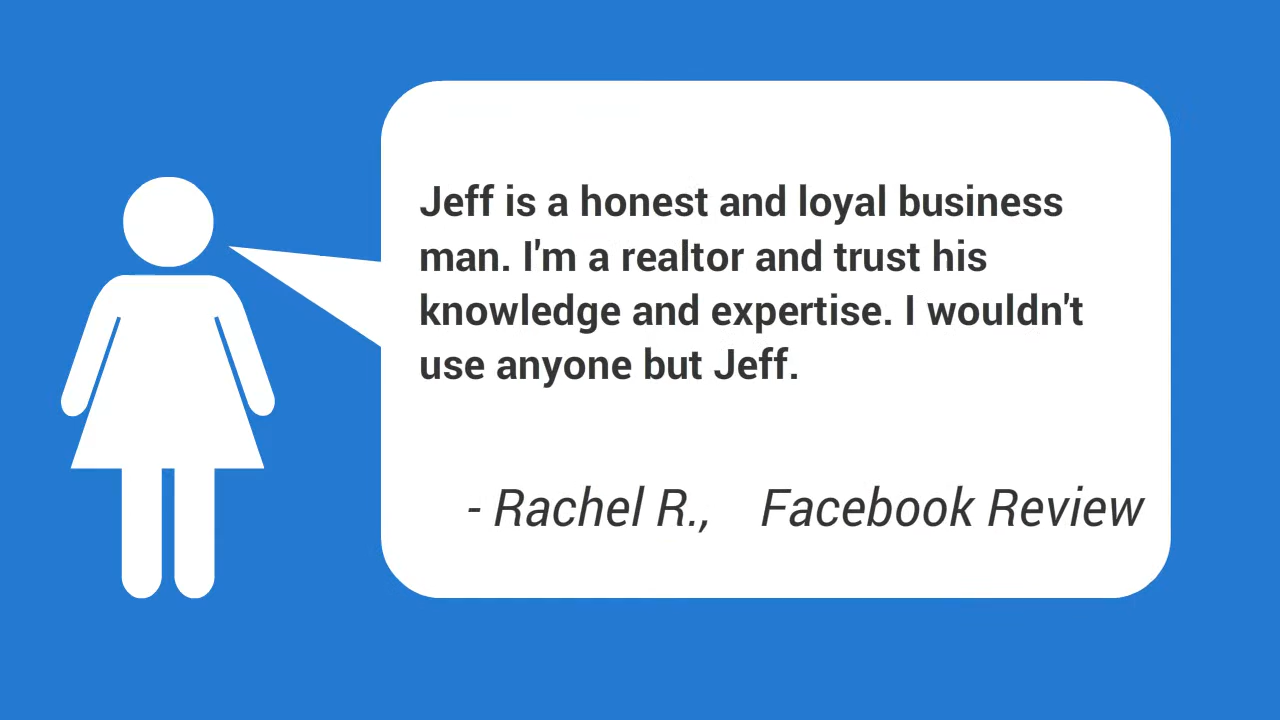 Jeff is a honest and loyal business
man. I'm a realtor and trust his
knowledge and expertise. I wouldn't
use anyone but Jeff.
- Rachel R., Facebook Review